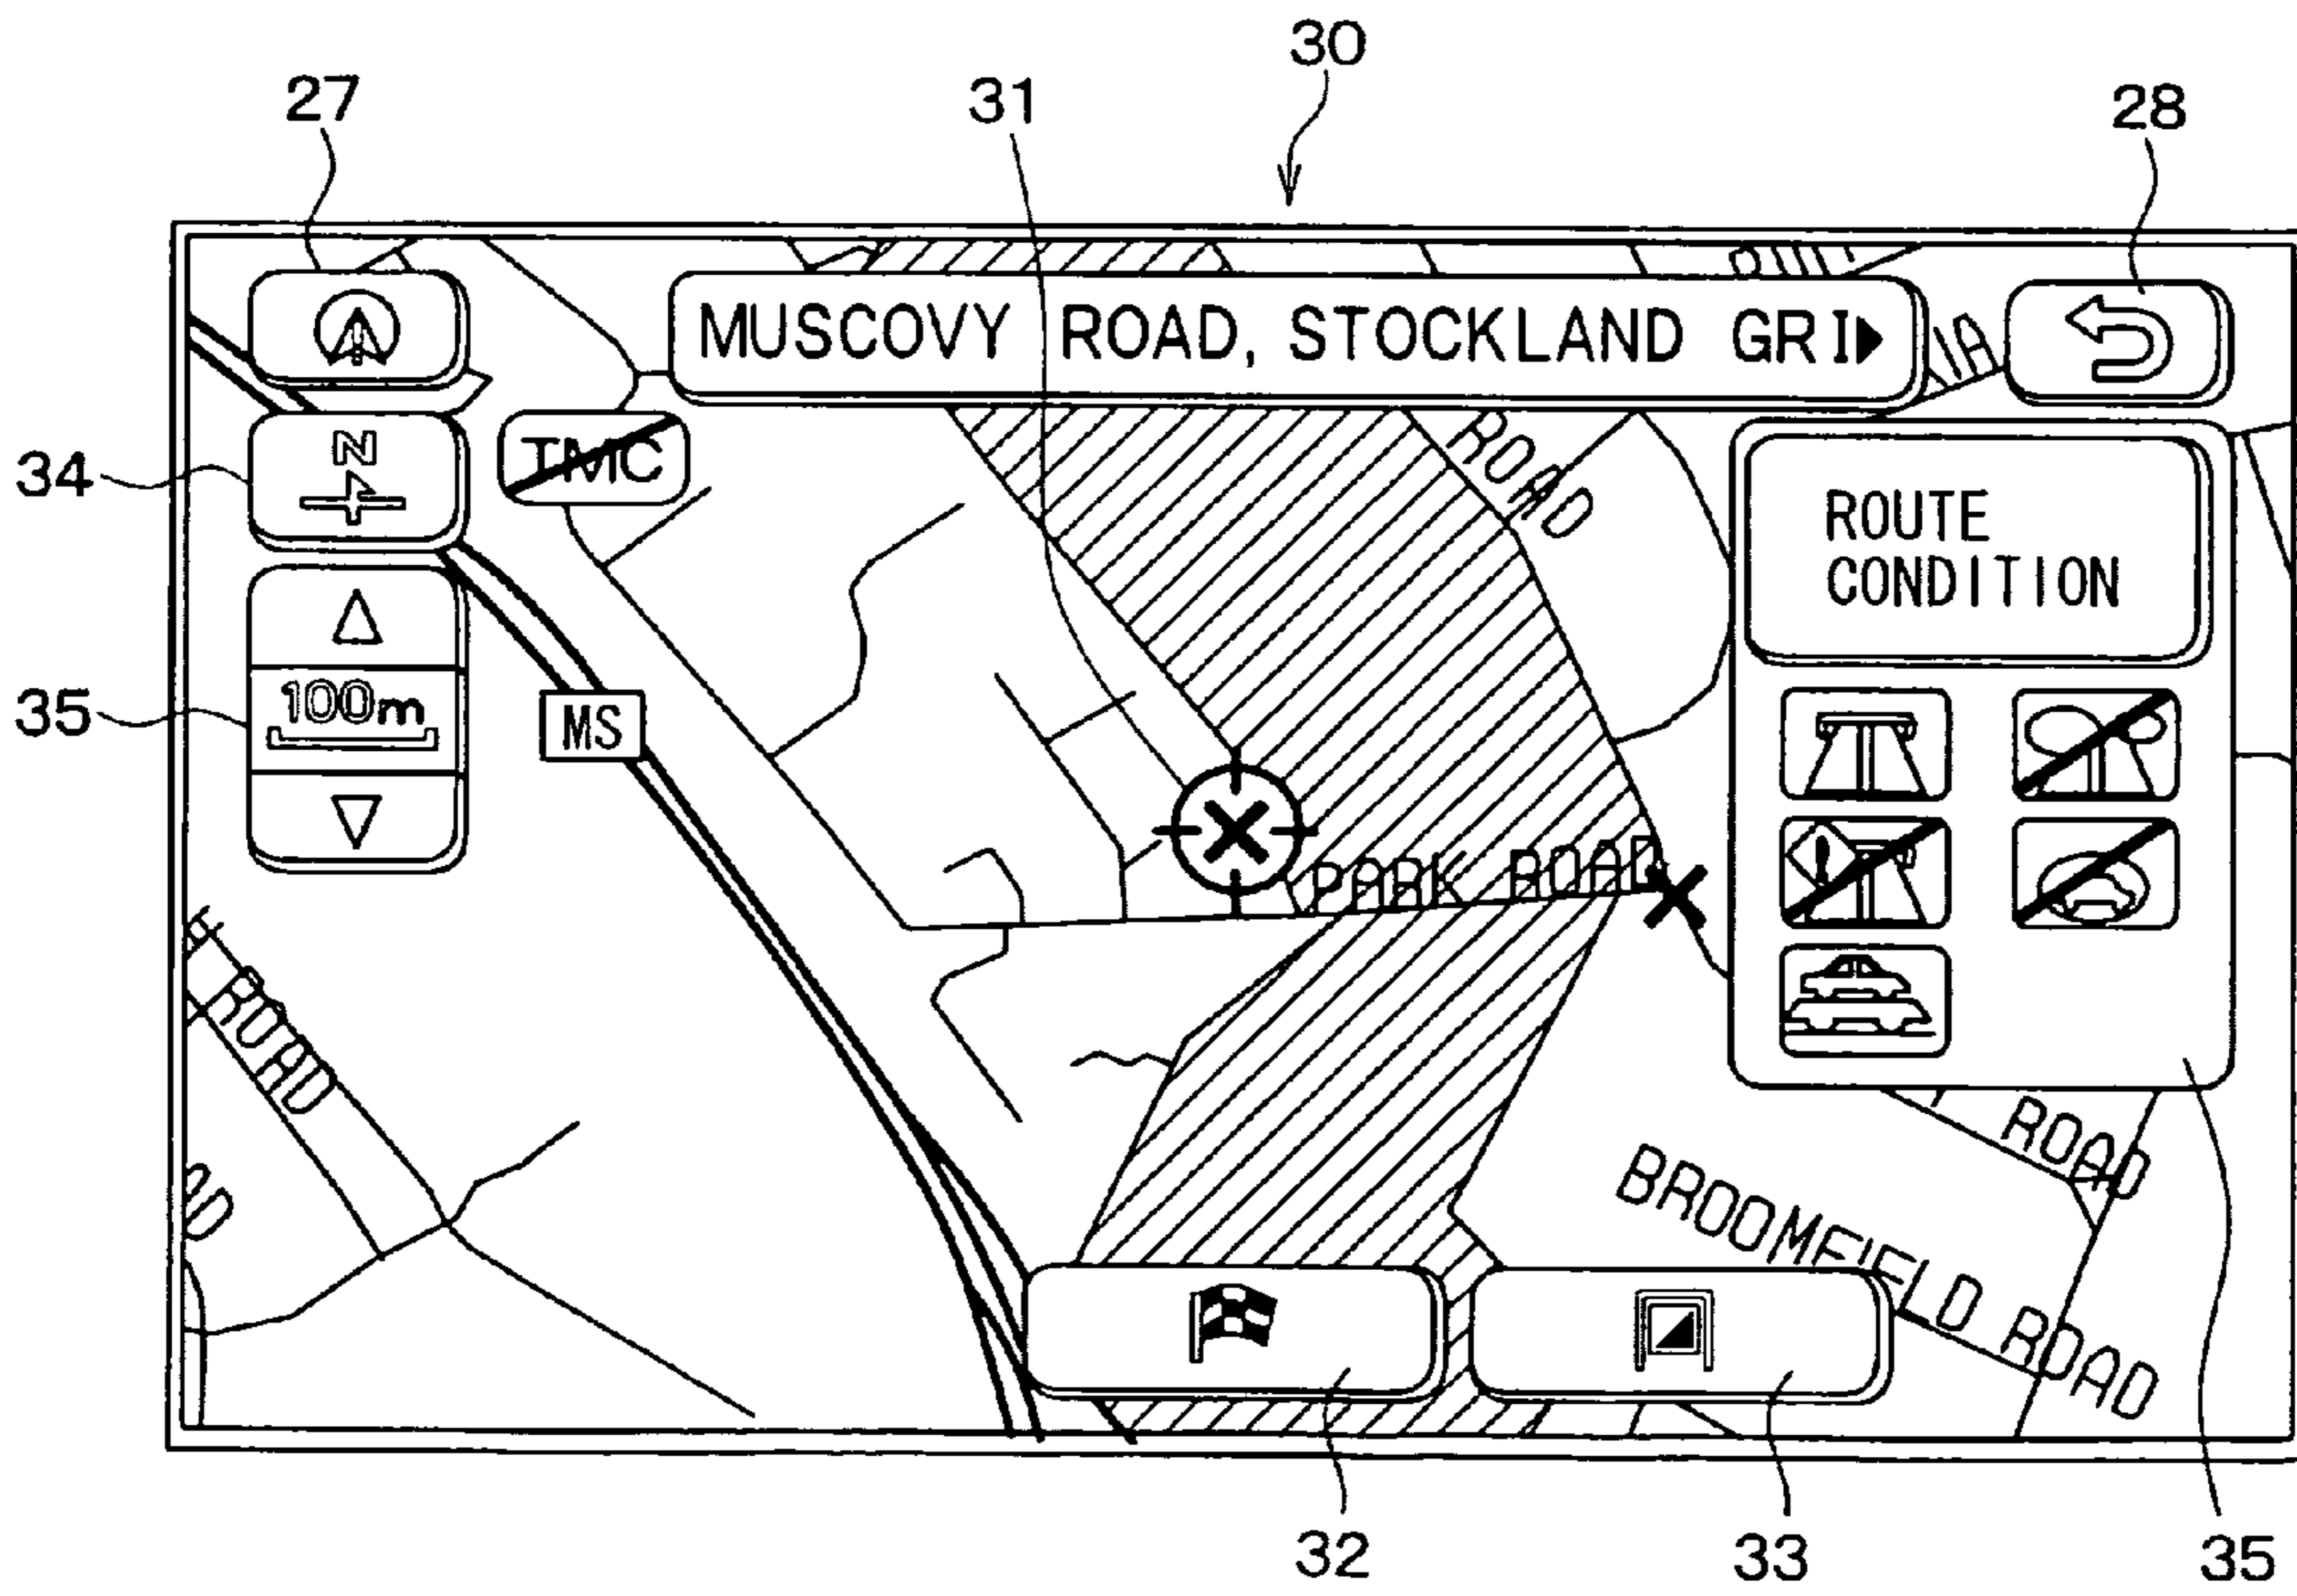 30
27
31
28
MUSCOVY ROAD, STOCKLAND GRI
N
34
TMC
ROAD
ROUTE
CONDITION
100m
35
MS
PARK ROAD
ROAD
ROAD
BROOMFIELD ROAD
32
33
35